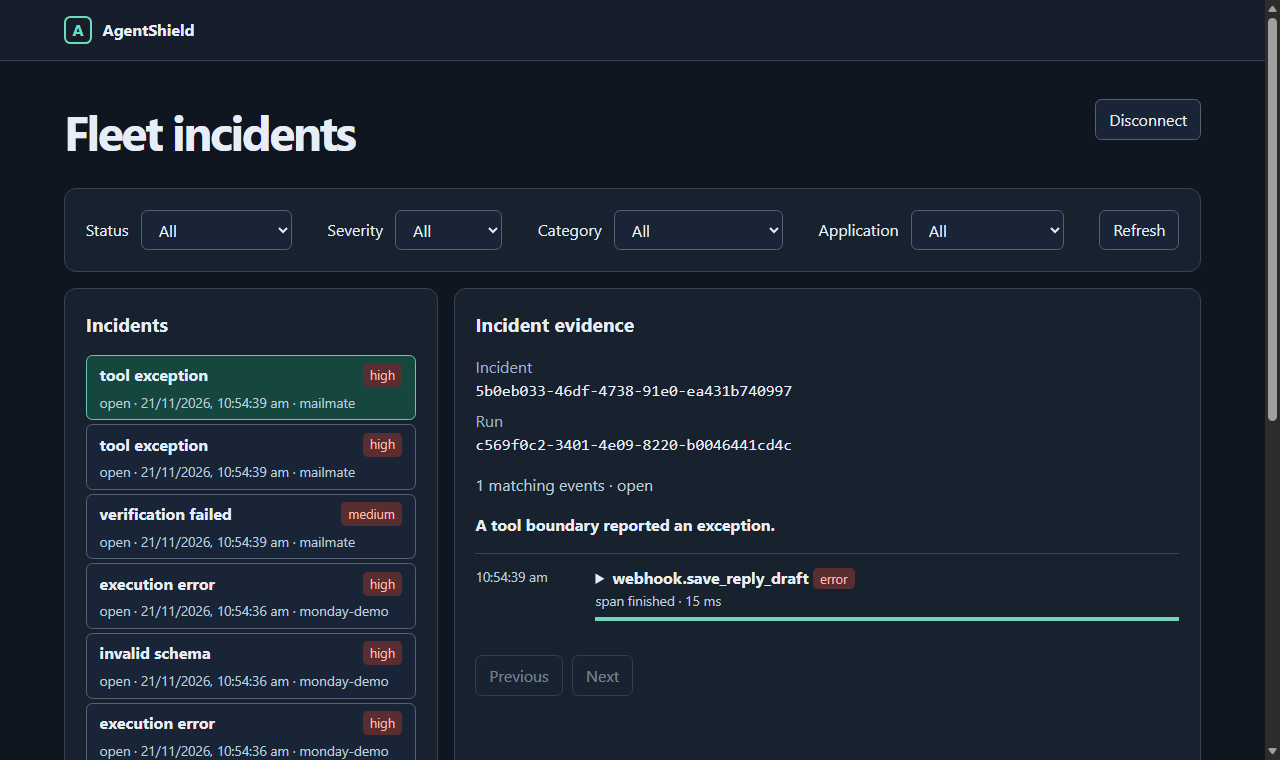 A AgentShield
Fleet incidents
Disconnect
Status All Severity All Category All Application All Refresh
Incidents
tool exception high
open · 21/11/2026, 10:54:39 am · mailmate
tool exception high
open · 21/11/2026, 10:54:39 am · mailmate
verification failed medium
open · 21/11/2026, 10:54:39 am · mailmate
execution error high
open · 21/11/2026, 10:54:36 am · monday-demo
invalid schema high
open · 21/11/2026, 10:54:36 am · monday-demo
execution error high
open · 21/11/2026, 10:54:36 am · monday-demo
Incident evidence
Incident
5b0eb033-46df-4738-91e0-ea431b740997
Run
c569f0c2-3401-4e09-8220-b0046441cd4c
1 matching events · open
A tool boundary reported an exception.
10:54:39 am ▶ webhook.save_reply_draft error
span finished · 15 ms
Previous Next